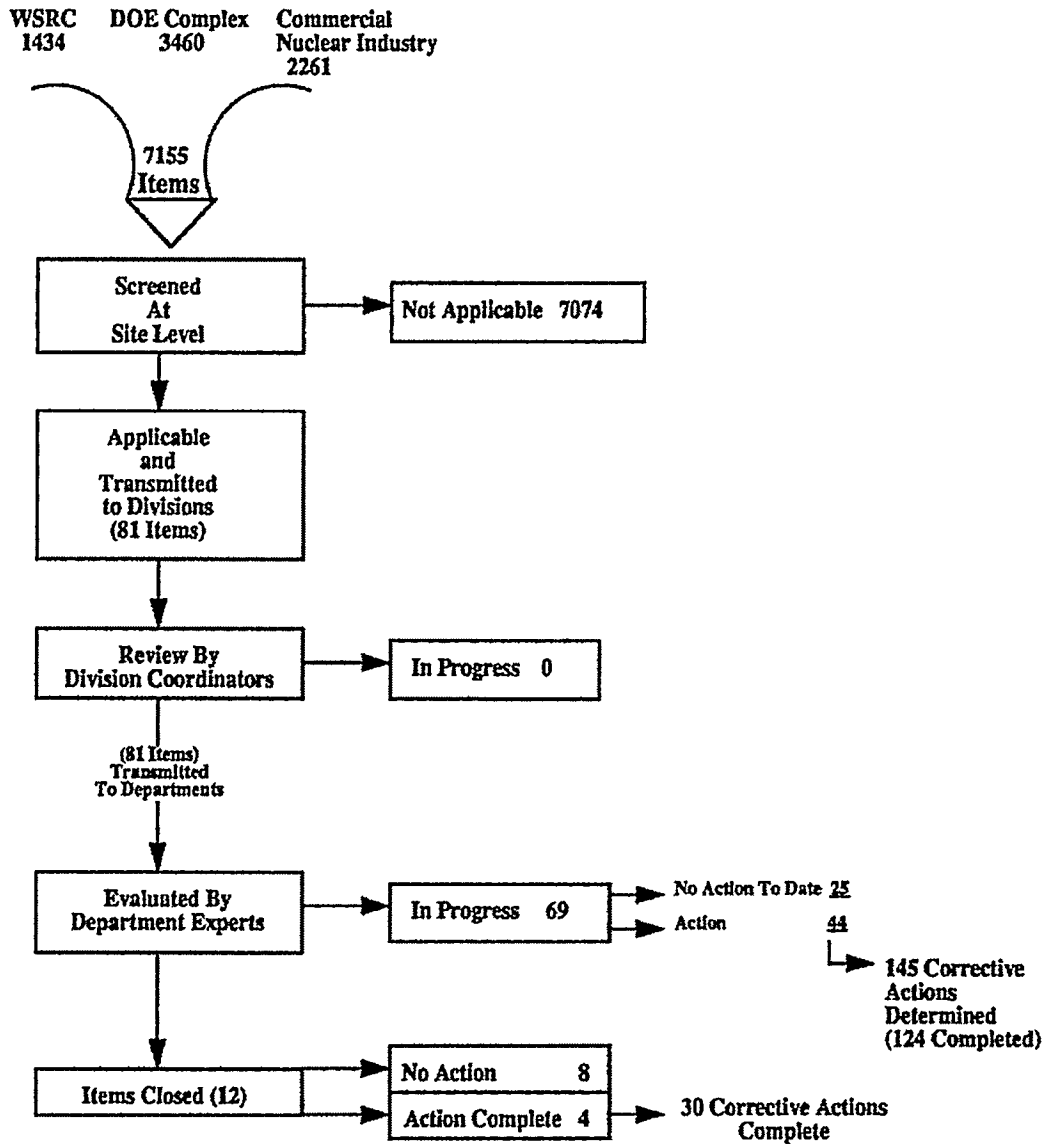 WSRC
1434
DOE Complex
3460
Commercial
Nuclear Industry
2261
7155
Items
Screened
At
Site Level
Not Applicable 7074
Applicable
and
Transmitted
to Divisions
(81 Items)
Review By
Division Coordinators
In Progress 0
(81 Items)
Transmitted
To Departments
Evaluated By
Department Experts
In Progress 69
No Action To Date 25
Action 44
145 Corrective
Actions
Determined
(124 Completed)
Items Closed (12)
No Action 8
Action Complete 4
30 Corrective Actions
Complete